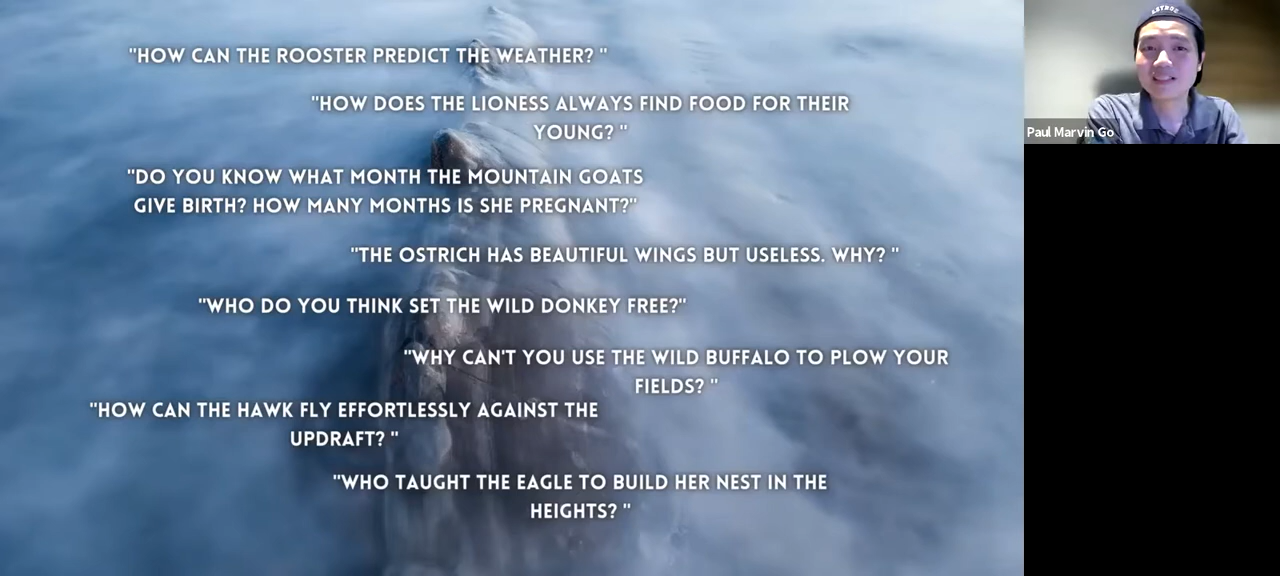 "HOW CAN THE ROOSTER PREDICT THE WEATHER? "
"HOW DOES THE LIONESS ALWAYS FIND FOOD FOR THEIR
YOUNG? "
"DO YOU KNOW WHAT MONTH THE MOUNTAIN GOATS
GIVE BIRTH? HOW MANY MONTHS IS SHE PREGNANT?"
"THE OSTRICH HAS BEAUTIFUL WINGS BUT USELESS. WHY? "
"WHO DO YOU THINK SET THE WILD DONKEY FREE?"
"WHY CAN'T YOU USE THE WILD BUFFALO TO PLOW YOUR
FIELDS? "
"HOW CAN THE HAWK FLY EFFORTLESSLY AGAINST THE
UPDRAFT? "
"WHO TAUGHT THE EAGLE TO BUILD HER NEST IN THE
HEIGHTS? "
Paul Marvin Go